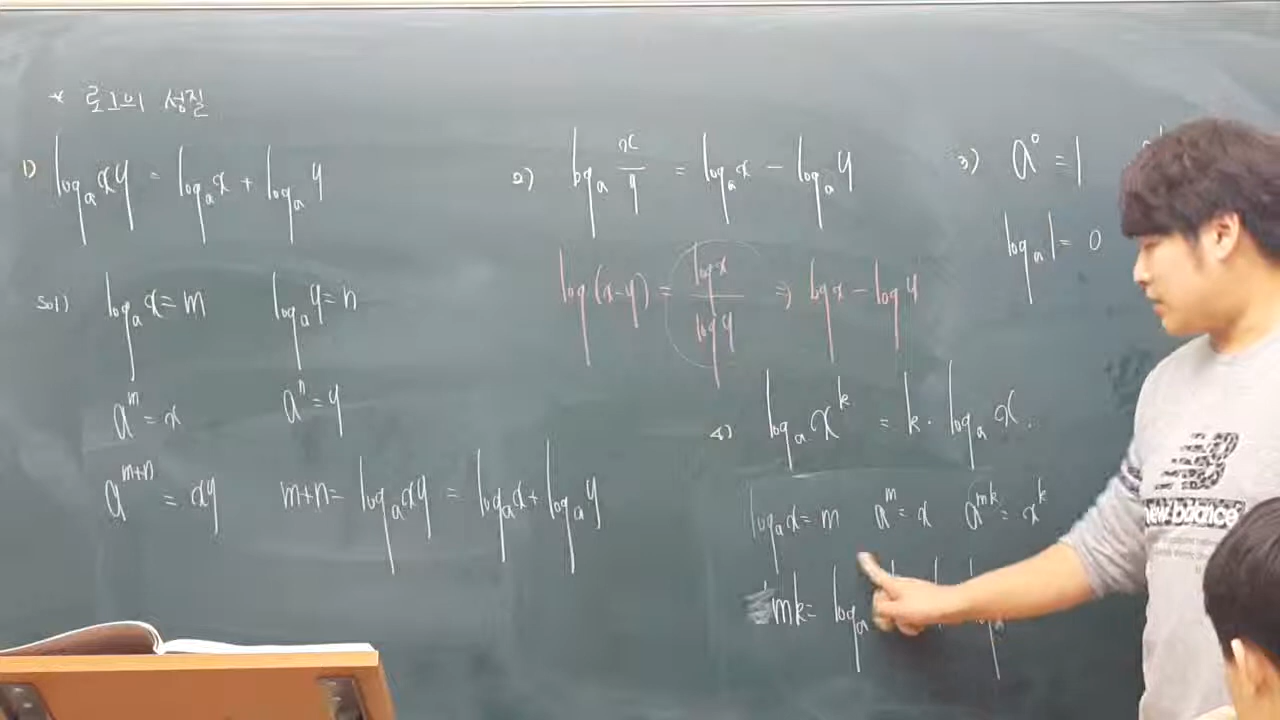 * 로그의 성질
1) logₐxy = logₐx + logₐy
sol) logₐx = m logₐy = n
aᵐ = x aⁿ = y
aᵐ⁺ⁿ = xy m+n = logₐxy = logₐx + logₐy
2) logₐ x/y = logₐx − logₐy
log(x-y) = logx/logy ⇒ logx − logy
3) a⁰ = 1
logₐ1 = 0
4) logₐxᵏ = k · logₐx.
logₐx = m aᵐ = x aᵐᵏ = xᵏ
mk = logₐ
new balance